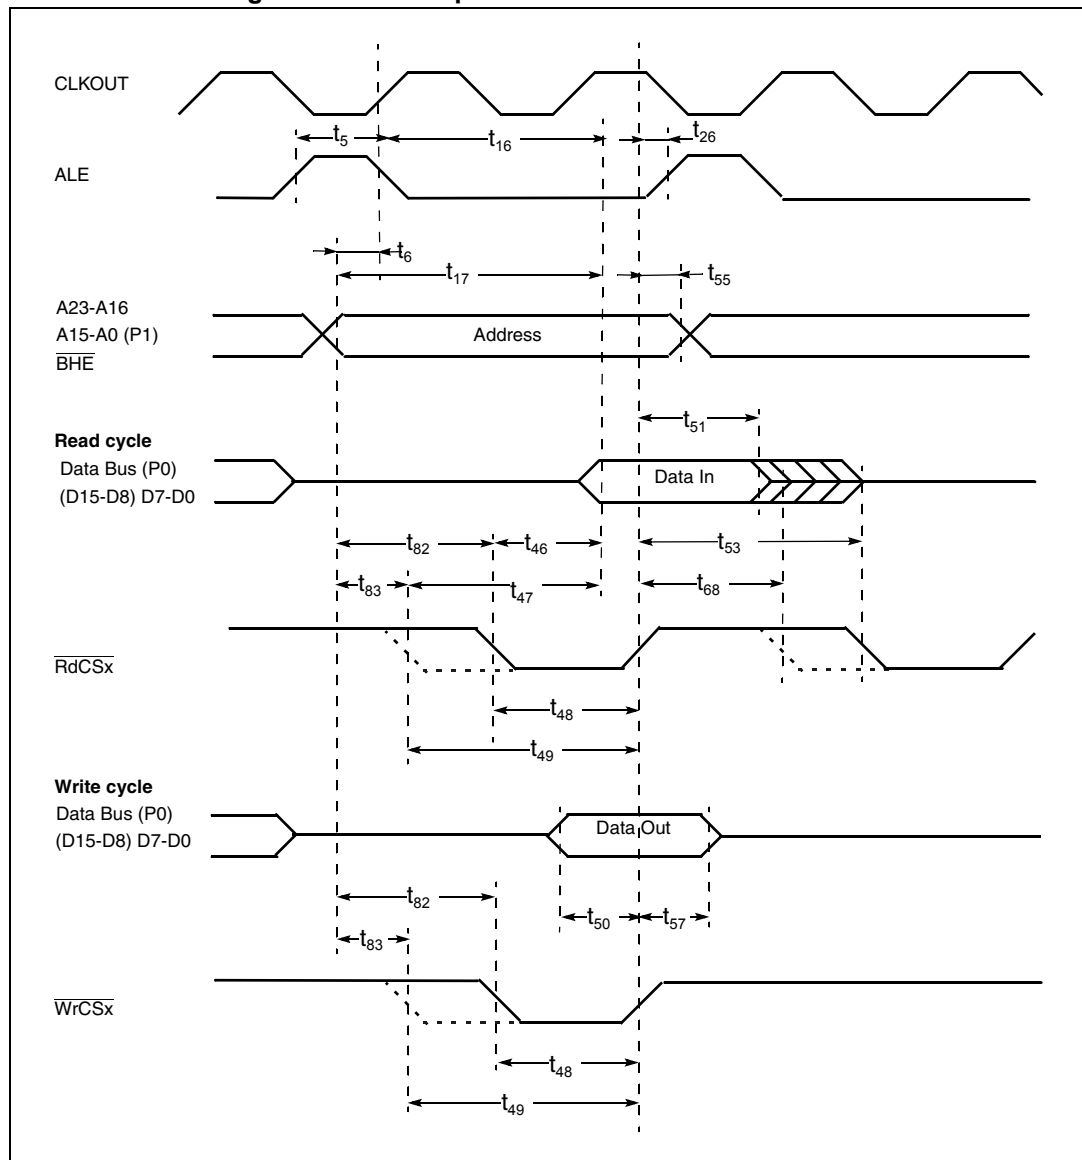 CLKOUT
t5
t16
t26
ALE
t6
t17
t55
A23-A16
A15-A0 (P1)
Address
BHE
t51
Read cycle
Data Bus (P0)
Data In
(D15-D8) D7-D0
t82
t46
t53
t83
t47
t68
RdCSx
t48
t49
Write cycle
Data Bus (P0)
Data Out
(D15-D8) D7-D0
t82
t50
t57
t83
WrCSx
t48
t49